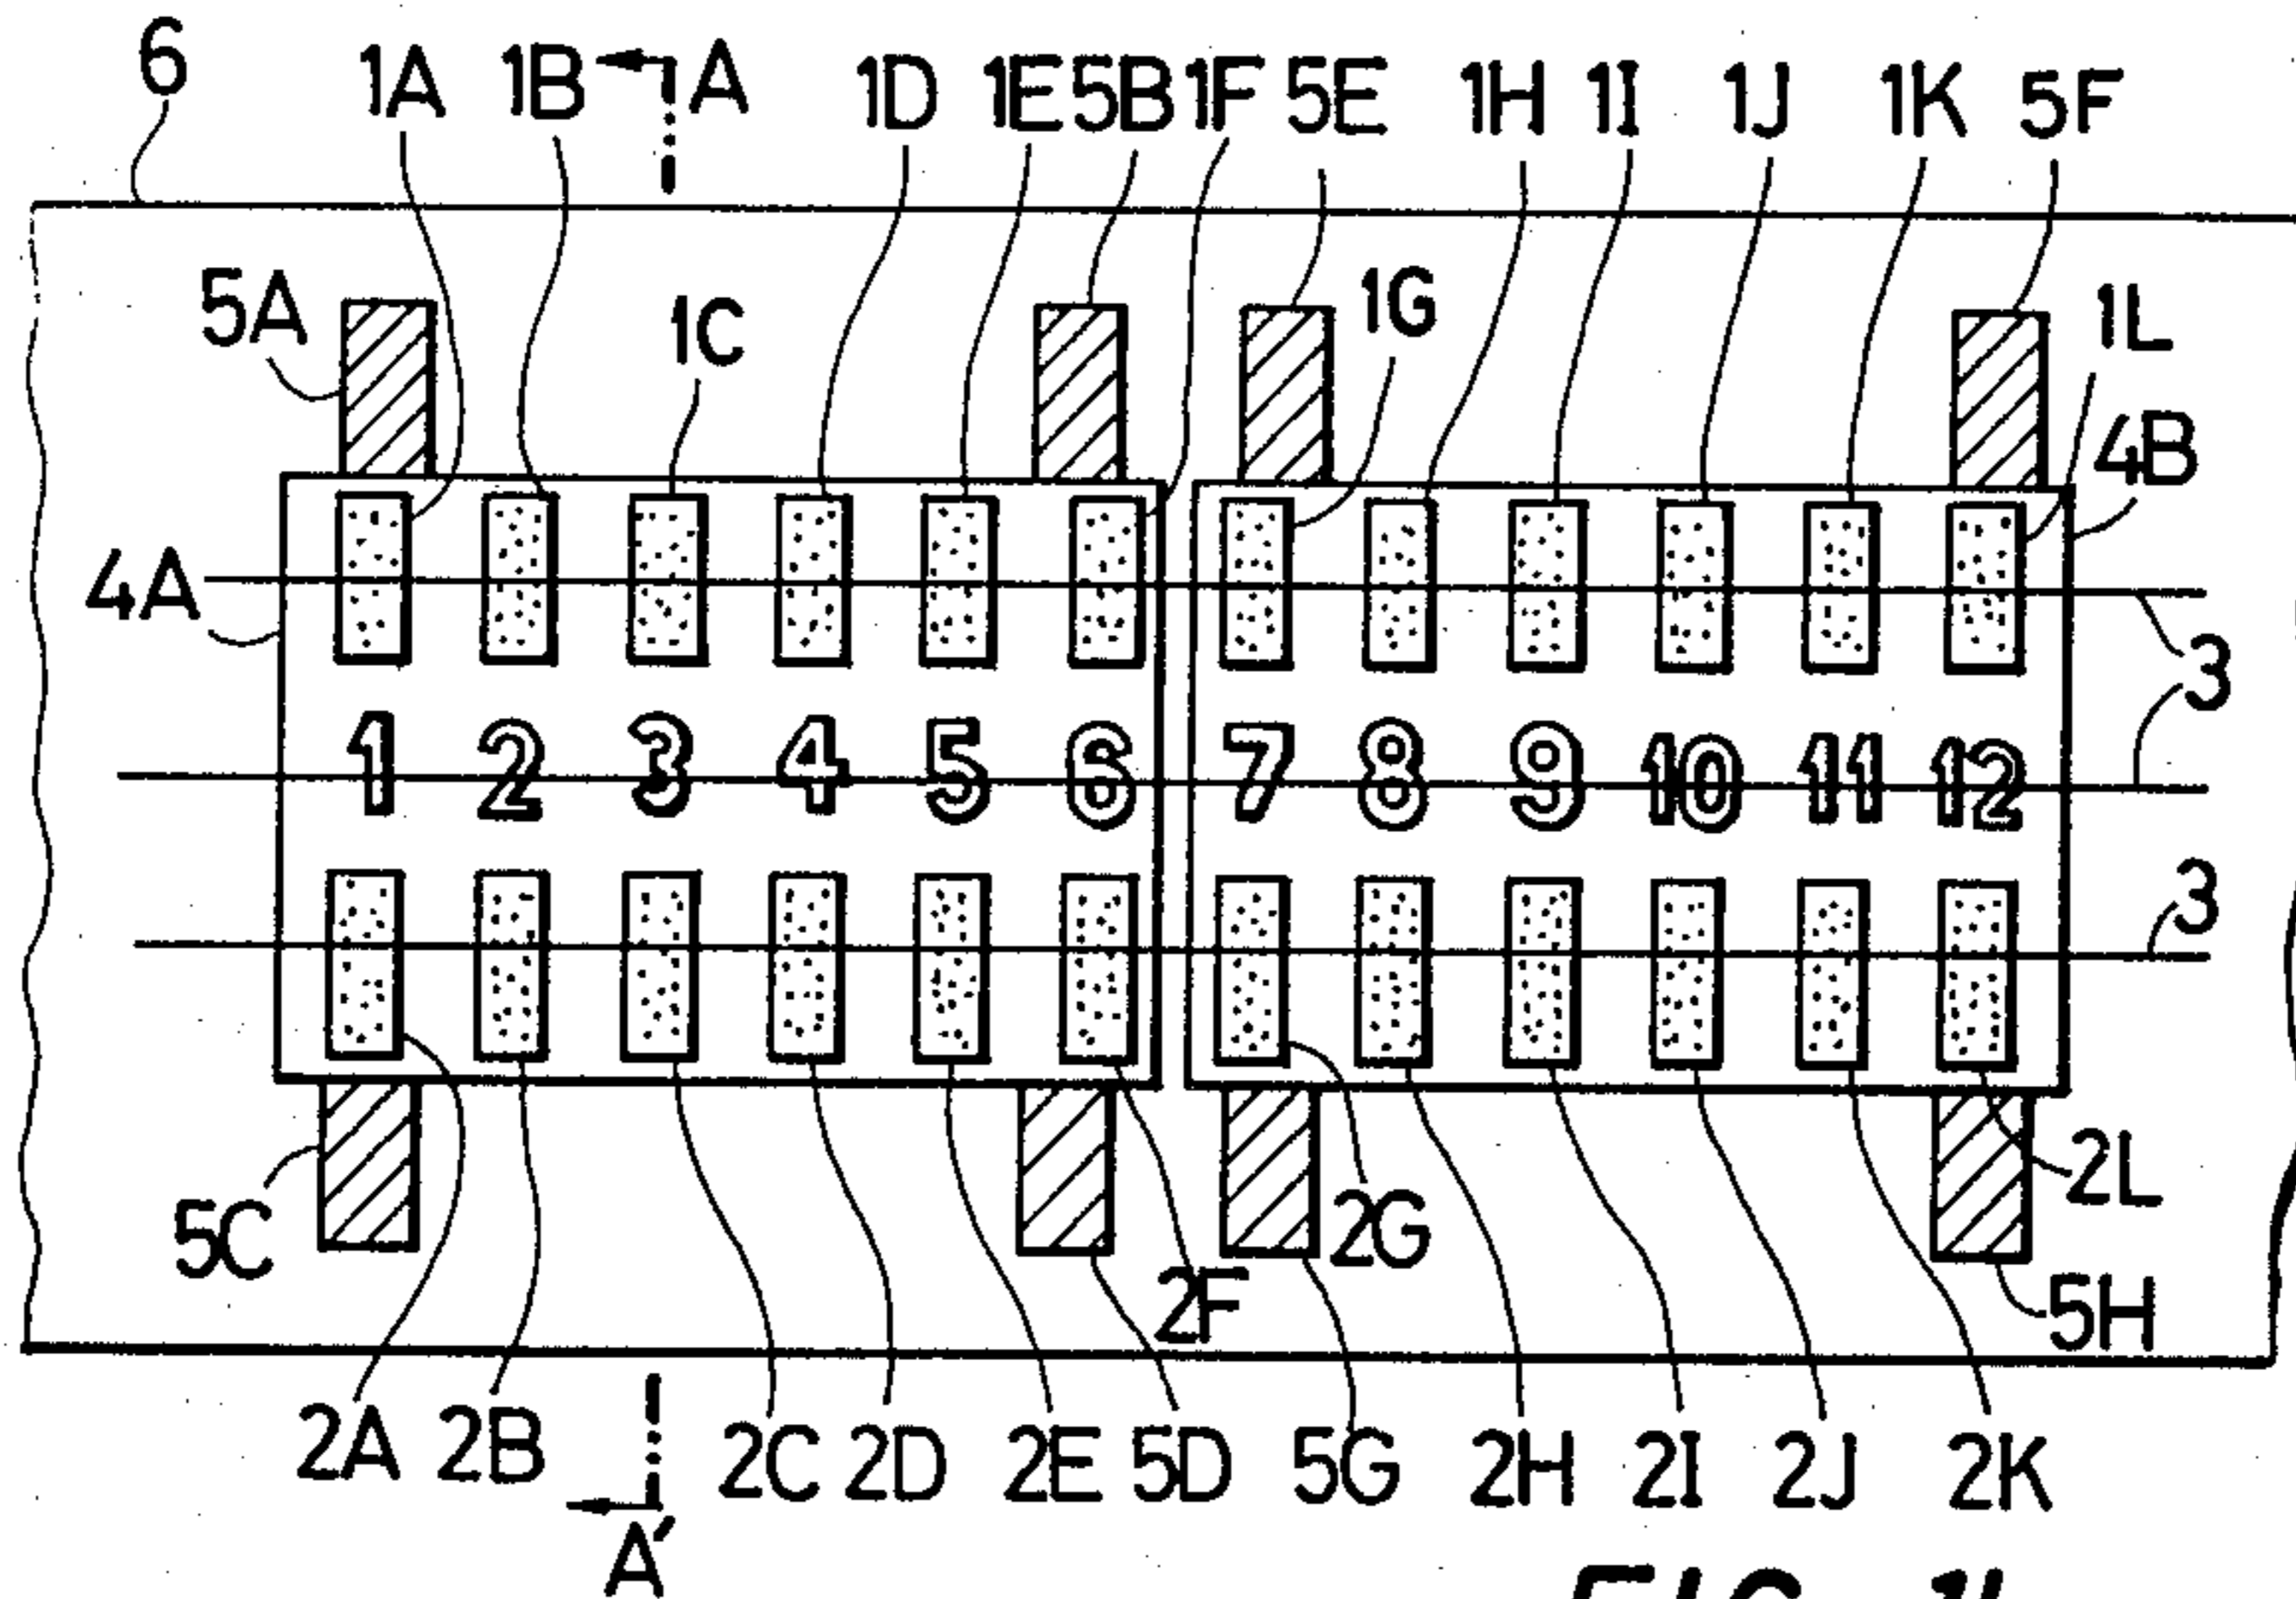 6 1A 1B A 1D 1E 5B 1F 5E 1H 1I 1J 1K 5F
5A 1C 1G 1L
4B
4A
3
1 2 3 4 5 6 7 8 9 10 11 12
3
2L
5C 2G
2F 5H
2A 2B 2C 2D 2E 5D 5G 2H 2I 2J 2K
A'